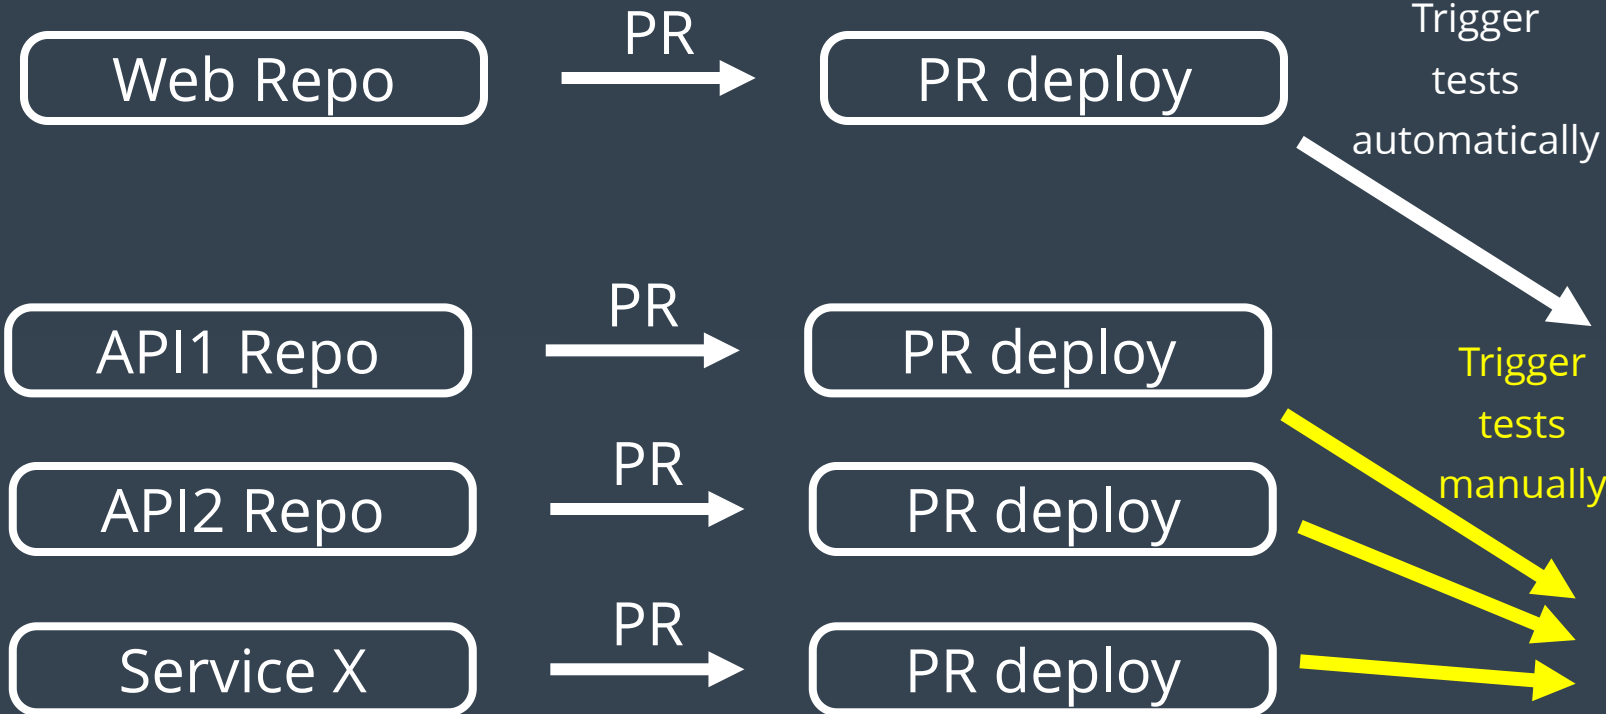 Web Repo
PR
PR deploy
Trigger
tests
automatically
API1 Repo
PR
PR deploy
Trigger
tests
manually
API2 Repo
PR
PR deploy
Service X
PR
PR deploy